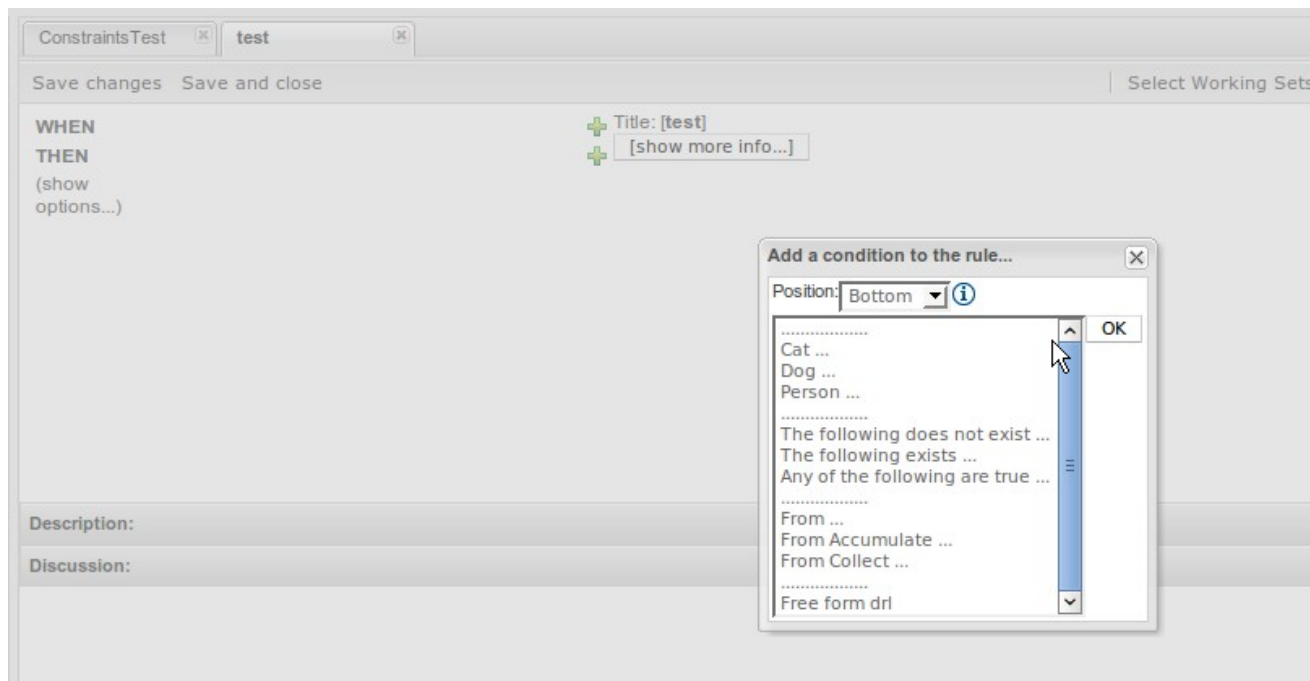 ConstraintsTest test
Save changes Save and close Select Working Sets
WHEN
THEN
(show
options...)
Title: [test]
[show more info...]
Add a condition to the rule...
Position: Bottom
..................
OK
Cat ...
Dog ...
Person ...
..................
The following does not exist ...
The following exists ...
Any of the following are true ...
..................
From ...
From Accumulate ...
From Collect ...
..................
Free form drl
Description:
Discussion: